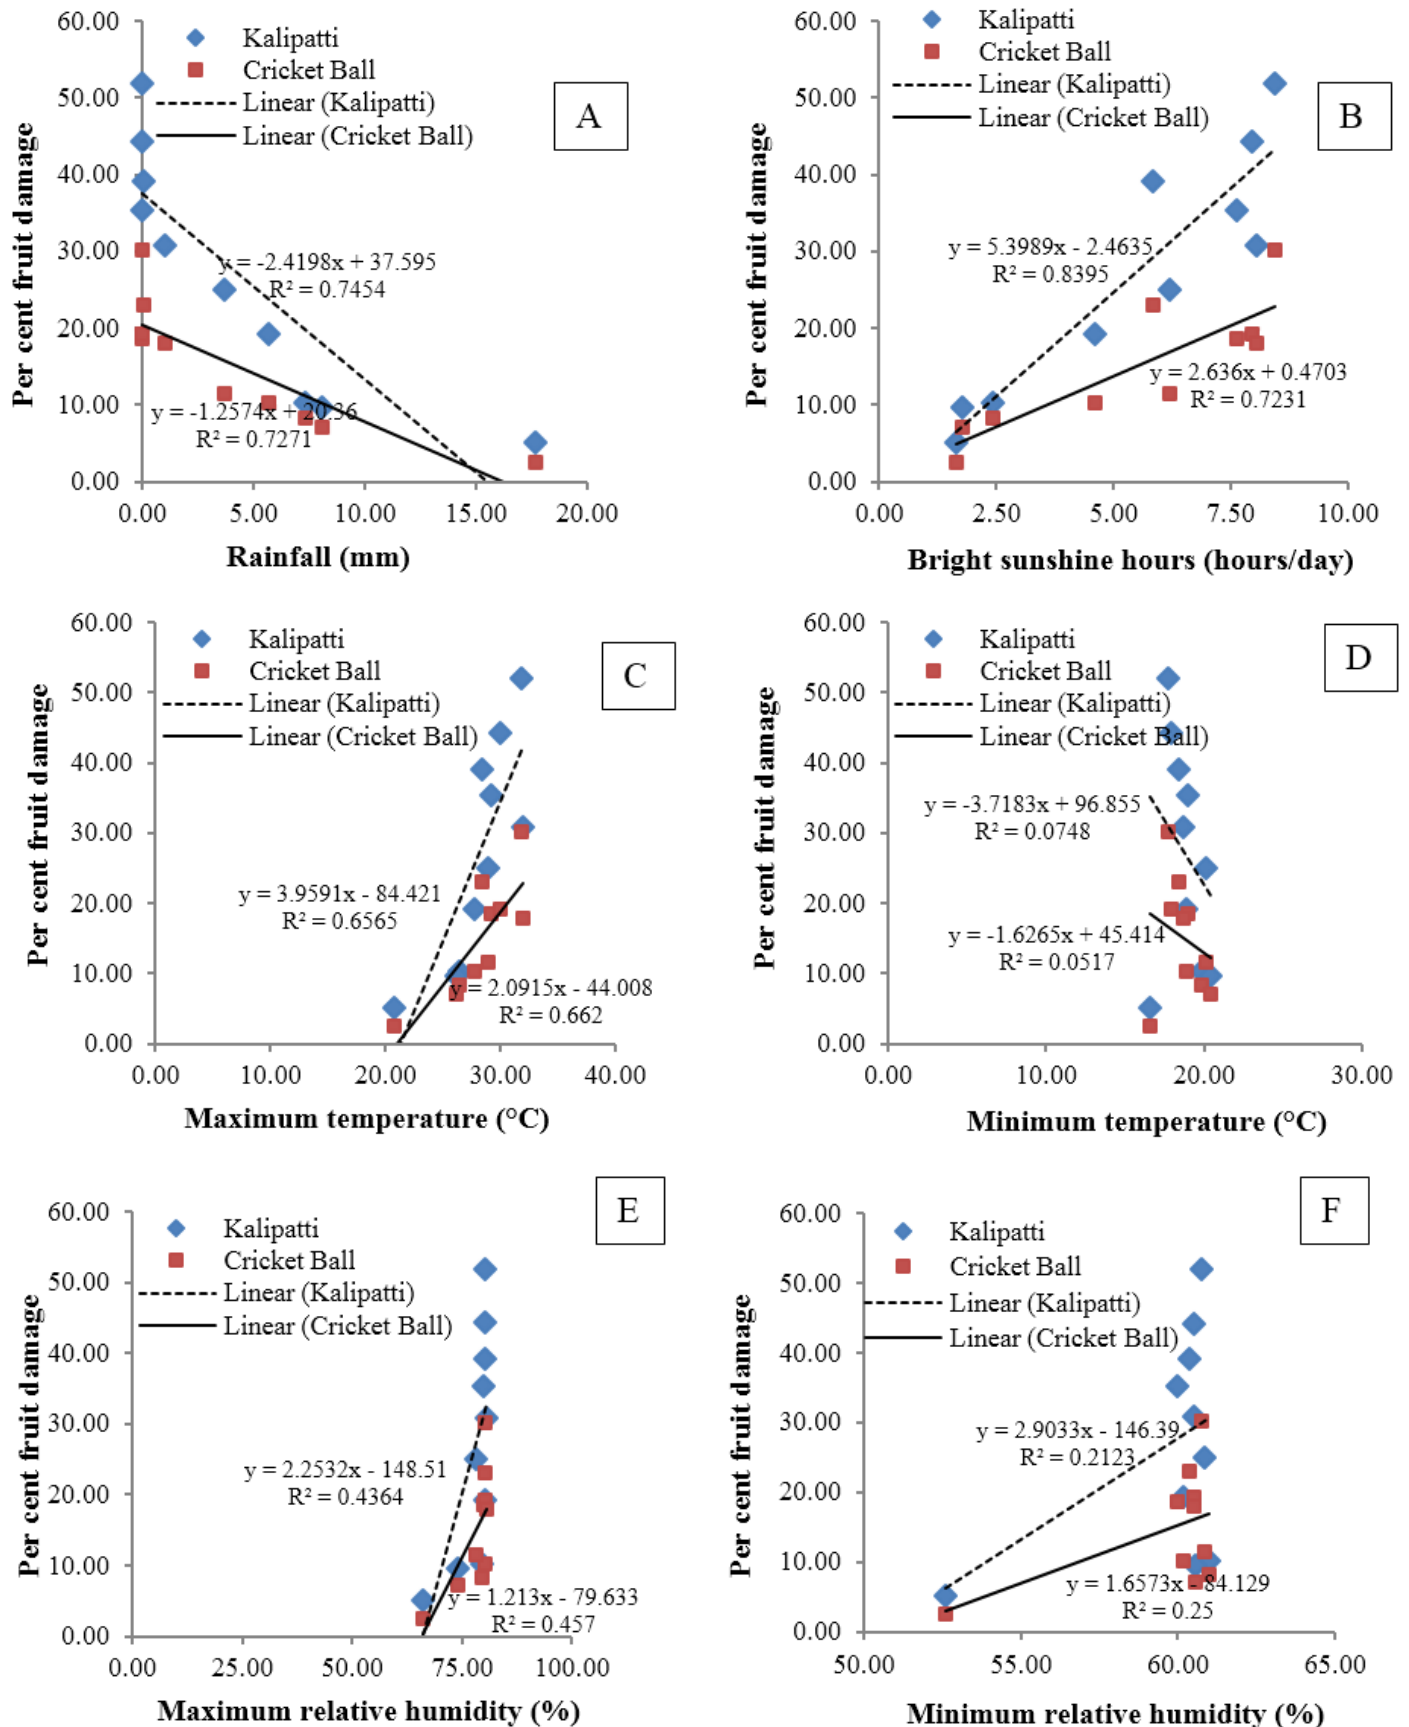 60.00
50.00
40.00
30.00
20.00
10.00
0.00
Per cent fruit damage
Kalipatti
Cricket Ball
Linear (Kalipatti)
Linear (Cricket Ball)
A
y = -2.4198x + 37.595
R² = 0.7454
y = -1.2574x + 20.36
R² = 0.7271
0.00 5.00 10.00 15.00 20.00
Rainfall (mm)
60.00
50.00
40.00
30.00
20.00
10.00
0.00
Per cent fruit damage
Kalipatti
Cricket Ball
Linear (Kalipatti)
Linear (Cricket Ball)
B
y = 5.3989x - 2.4635
R² = 0.8395
y = 2.636x + 0.4703
R² = 0.7231
0.00 2.50 5.00 7.50 10.00
Bright sunshine hours (hours/day)
60.00
50.00
40.00
30.00
20.00
10.00
0.00
Per cent fruit damage
Kalipatti
Cricket Ball
Linear (Kalipatti)
Linear (Cricket Ball)
C
y = 3.9591x - 84.421
R² = 0.6565
y = 2.0915x - 44.008
R² = 0.662
0.00 10.00 20.00 30.00 40.00
Maximum temperature (°C)
60.00
50.00
40.00
30.00
20.00
10.00
0.00
Per cent fruit damage
Kalipatti
Cricket Ball
Linear (Kalipatti)
Linear (Cricket Ball)
D
y = -3.7183x + 96.855
R² = 0.0748
y = -1.6265x + 45.414
R² = 0.0517
0.00 10.00 20.00 30.00
Minimum temperature (°C)
60.00
50.00
40.00
30.00
20.00
10.00
0.00
Per cent fruit damage
Kalipatti
Cricket Ball
Linear (Kalipatti)
Linear (Cricket Ball)
E
y = 2.2532x - 148.51
R² = 0.4364
y = 1.213x - 79.633
R² = 0.457
0.00 25.00 50.00 75.00 100.00
Maximum relative humidity (%)
60.00
50.00
40.00
30.00
20.00
10.00
0.00
Per cent fruit damage
Kalipatti
Cricket Ball
Linear (Kalipatti)
Linear (Cricket Ball)
F
y = 2.9033x - 146.39
R² = 0.2123
y = 1.6573x - 84.129
R² = 0.25
50.00 55.00 60.00 65.00
Minimum relative humidity (%)